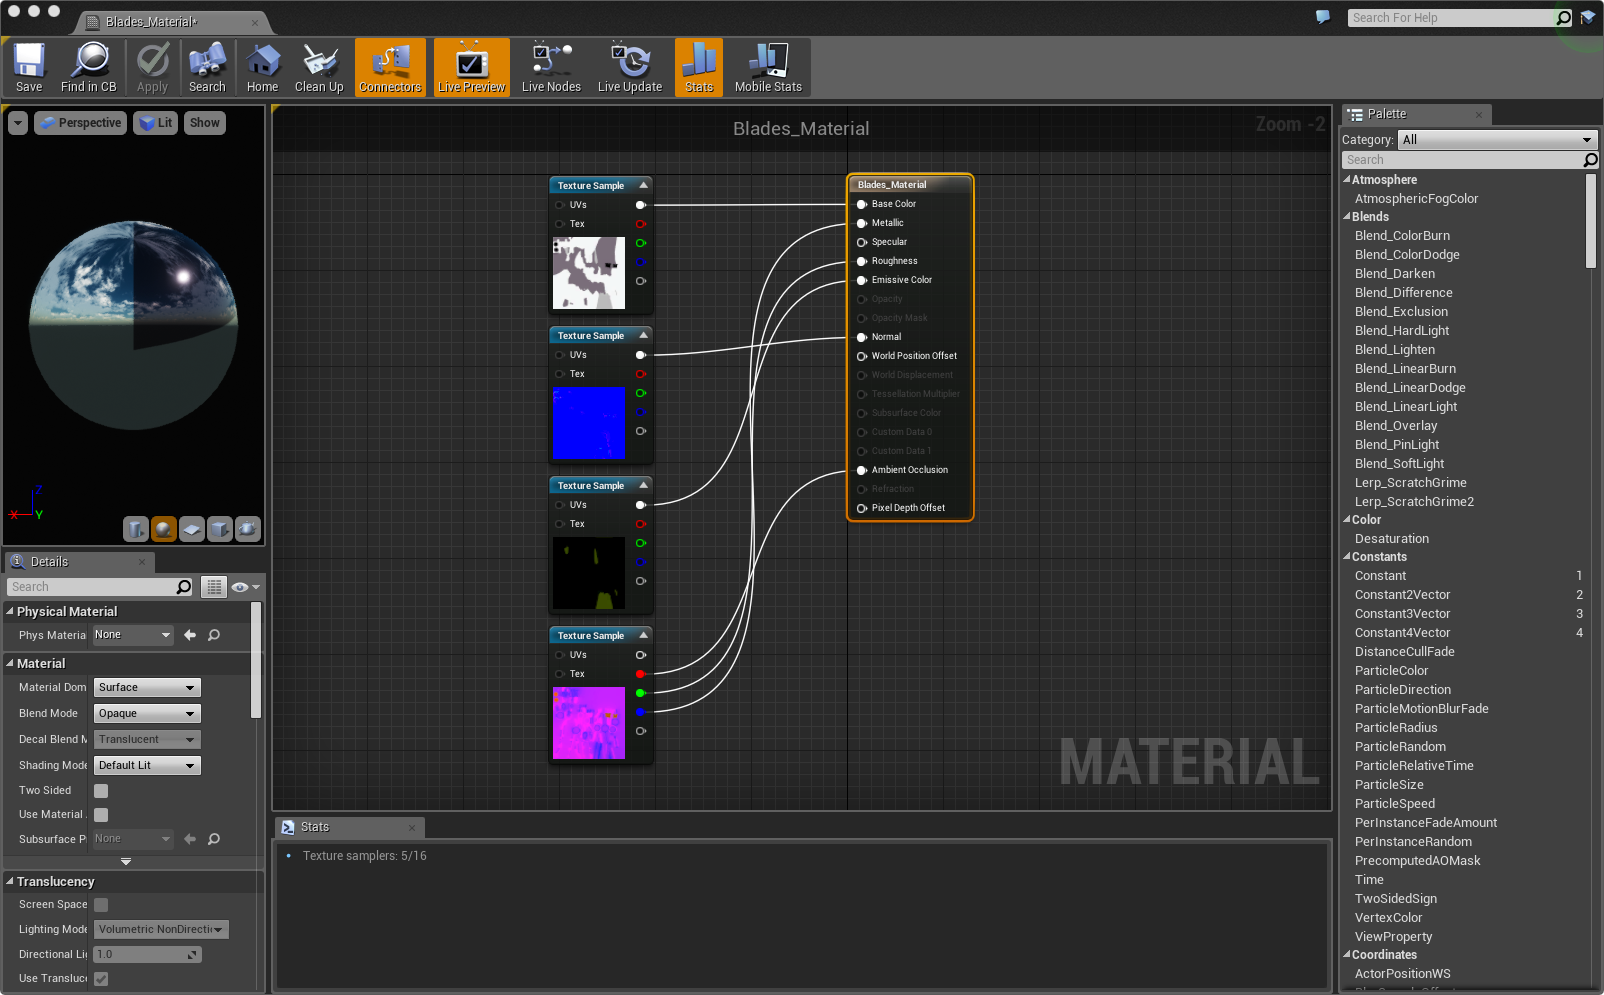 Blades_Material*
Search For Help
Save
Find in CB
Apply
Search
Home
Clean Up
Connectors
Live Preview
Live Nodes
Live Update
Stats
Mobile Stats
Perspective
Lit
Show
Z
X
Y
Details
Search
Physical Material
Phys Materia
None
Material
Material Dom
Surface
Blend Mode
Opaque
Decal Blend M
Translucent
Shading Mode
Default Lit
Two Sided
Use Material
Subsurface P
None
Translucency
Screen Space
Lighting Mode
Volumetric NonDirecti
Directional Li
1.0
Use Transluce
Blades_Material
Zoom -2
Texture Sample
UVs
Tex
Texture Sample
UVs
Tex
Texture Sample
UVs
Tex
Texture Sample
UVs
Tex
Blades_Material
Base Color
Metallic
Specular
Roughness
Emissive Color
Opacity
Opacity Mask
Normal
World Position Offset
World Displacement
Tessellation Multiplier
Subsurface Color
Custom Data 0
Custom Data 1
Ambient Occlusion
Refraction
Pixel Depth Offset
MATERIAL
Stats
Texture samplers: 5/16
Palette
Category: All
Search
Atmosphere
AtmosphericFogColor
Blends
Blend_ColorBurn
Blend_ColorDodge
Blend_Darken
Blend_Difference
Blend_Exclusion
Blend_HardLight
Blend_Lighten
Blend_LinearBurn
Blend_LinearDodge
Blend_LinearLight
Blend_Overlay
Blend_PinLight
Blend_SoftLight
Lerp_ScratchGrime
Lerp_ScratchGrime2
Color
Desaturation
Constants
Constant 1
Constant2Vector 2
Constant3Vector 3
Constant4Vector 4
DistanceCullFade
ParticleColor
ParticleDirection
ParticleMotionBlurFade
ParticleRadius
ParticleRandom
ParticleRelativeTime
ParticleSize
ParticleSpeed
PerInstanceFadeAmount
PerInstanceRandom
PrecomputedAOMask
Time
TwoSidedSign
VertexColor
ViewProperty
Coordinates
ActorPositionWS